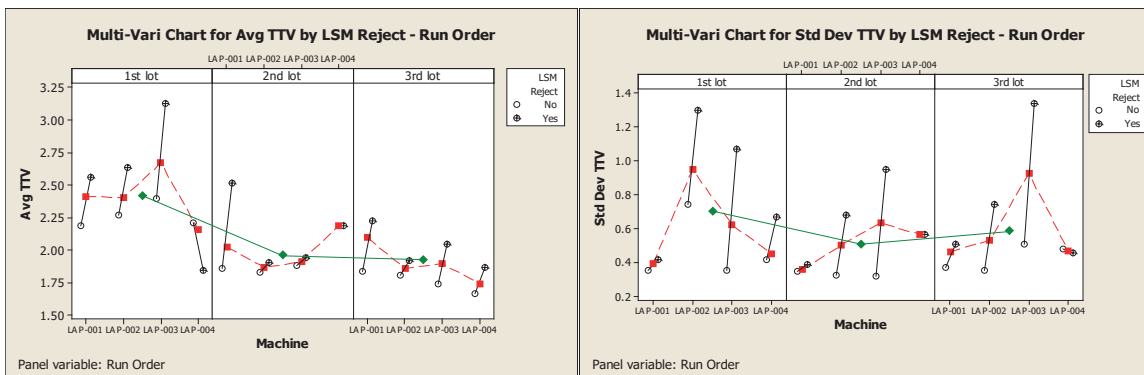 Multi-Vari Chart for Avg TTV by LSM Reject - Run Order
LAP-001 LAP-002 LAP-003 LAP-004
1st lot 2nd lot 3rd lot
LSM
Reject
No
Yes
3.25
3.00
2.75
2.50
2.25
2.00
1.75
1.50
Avg TTV
LAP-001 LAP-002 LAP-003 LAP-004 LAP-001 LAP-002 LAP-003 LAP-004
Machine
Panel variable: Run Order
Multi-Vari Chart for Std Dev TTV by LSM Reject - Run Order
LAP-001 LAP-002 LAP-003 LAP-004
1st lot 2nd lot 3rd lot
LSM
Reject
No
Yes
1.4
1.2
1.0
0.8
0.6
0.4
0.2
Std Dev TTV
LAP-001 LAP-002 LAP-003 LAP-004 LAP-001 LAP-002 LAP-003 LAP-004
Machine
Panel variable: Run Order